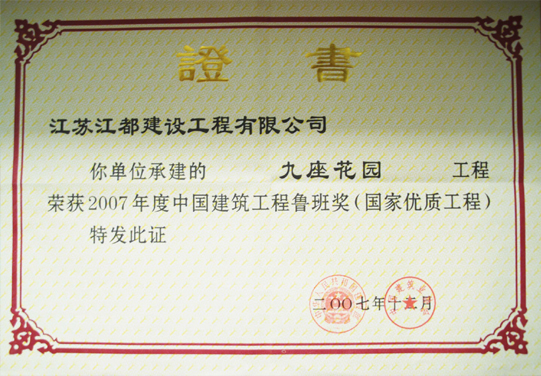 證書
江苏江都建设工程有限公司
你单位承建的 九座花园 工程
荣获2007年度中国建筑工程鲁班奖(国家优质工程)
特发此证
二〇〇七年十二月